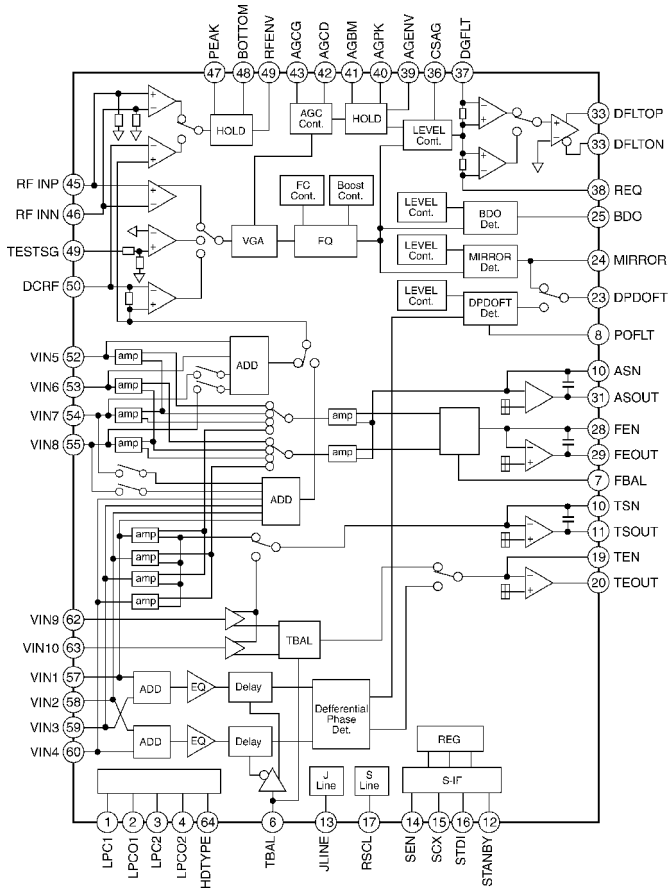 PEAK
BOTTOM
RFENV
AGCG
AGCD
AGBM
AGPK
AGENV
CSAG
DGFLT
47
48
49
43
42
41
40
39
36
37
HOLD
AGC
Cont.
HOLD
LEVEL
Cont.
33 DFLTOP
33 DFLTON
38 REQ
25 BDO
24 MIRROR
23 DPDOFT
8 POFLT
RF INP 45
RF INN 46
TESTSG 49
DCRF 50
FC
Cont.
Boost
Cont.
VGA
FQ
LEVEL
Cont.
BDO
Det.
LEVEL
Cont.
MIRROR
Det.
LEVEL
Cont.
DPDOFT
Det.
VIN5 52
VIN6 53
VIN7 54
VIN8 55
amp
amp
amp
amp
ADD
amp
amp
10 ASN
31 ASOUT
28 FEN
29 FEOUT
7 FBAL
ADD
amp
amp
amp
amp
10 TSN
11 TSOUT
19 TEN
20 TEOUT
VIN9 62
VIN10 63
TBAL
VIN1 57
VIN2 58
VIN3 59
VIN4 60
ADD
EQ
Delay
ADD
EQ
Delay
Defferential
Phase
Det.
REG
S-IF
J
Line
S
Line
1
2
3
4
64
6
13
17
14
15
16
12
LPC1
LPCO1
LPC2
LPCO2
HDTYPE
TBAL
JLINE
RSCL
SEN
SCX
STDI
STANBY